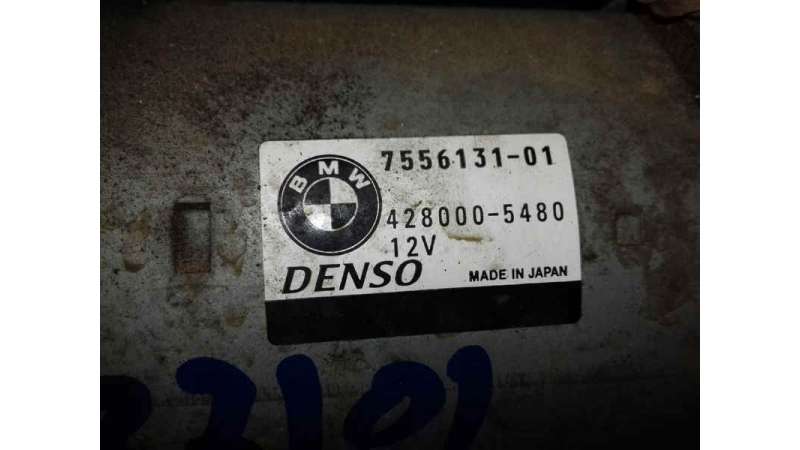 BMW
7556131-01
428000-5480
12V
DENSO
MADE IN JAPAN